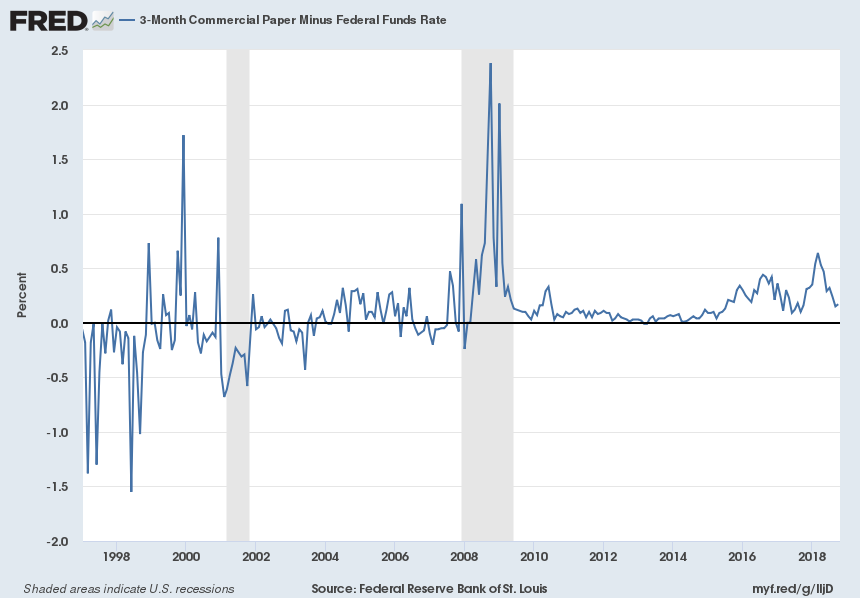 FRED 3-Month Commercial Paper Minus Federal Funds Rate
2.5
2.0
1.5
1.0
0.5
0.0
-0.5
-1.0
-1.5
-2.0
Percent
1998 2000 2002 2004 2006 2008 2010 2012 2014 2016 2018
Shaded areas indicate U.S. recessions Source: Federal Reserve Bank of St. Louis myf.red/g/lIjD